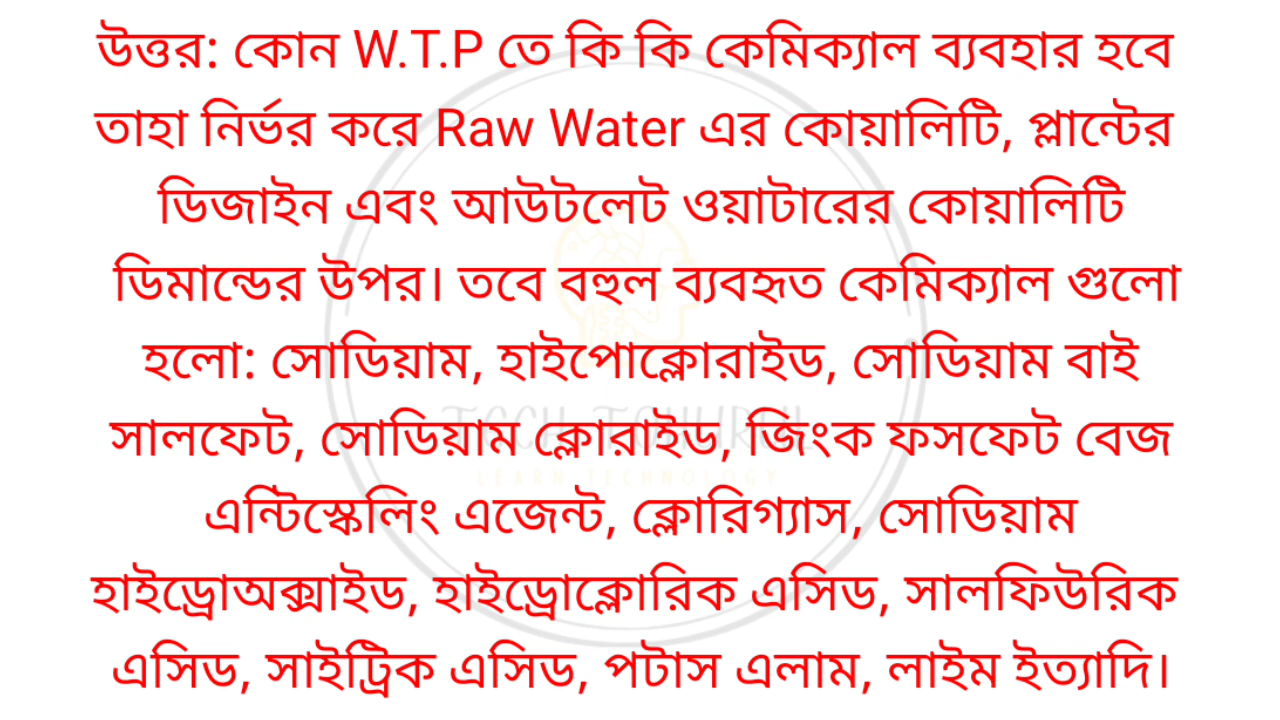 উত্তর: কোন W.T.P তে কি কি কেমিক্যাল ব্যবহার হবে
তাহা নির্ভর করে Raw Water এর কোয়ালিটি, প্লান্টের
ডিজাইন এবং আউটলেট ওয়াটারের কোয়ালিটি
ডিমান্ডের উপর। তবে বহুল ব্যবহৃত কেমিক্যাল গুলো
হলো: সোডিয়াম, হাইপোক্লোরাইড, সোডিয়াম বাই
সালফেট, সোডিয়াম ক্লোরাইড, জিংক ফসফেট বেজ
এন্টিস্কেলিং এজেন্ট, ক্লোরিগ্যাস, সোডিয়াম
হাইড্রোঅক্সাইড, হাইড্রোক্লোরিক এসিড, সালফিউরিক
এসিড, সাইট্রিক এসিড, পটাস এলাম, লাইম ইত্যাদি।
LEARN TECHNOLOGY